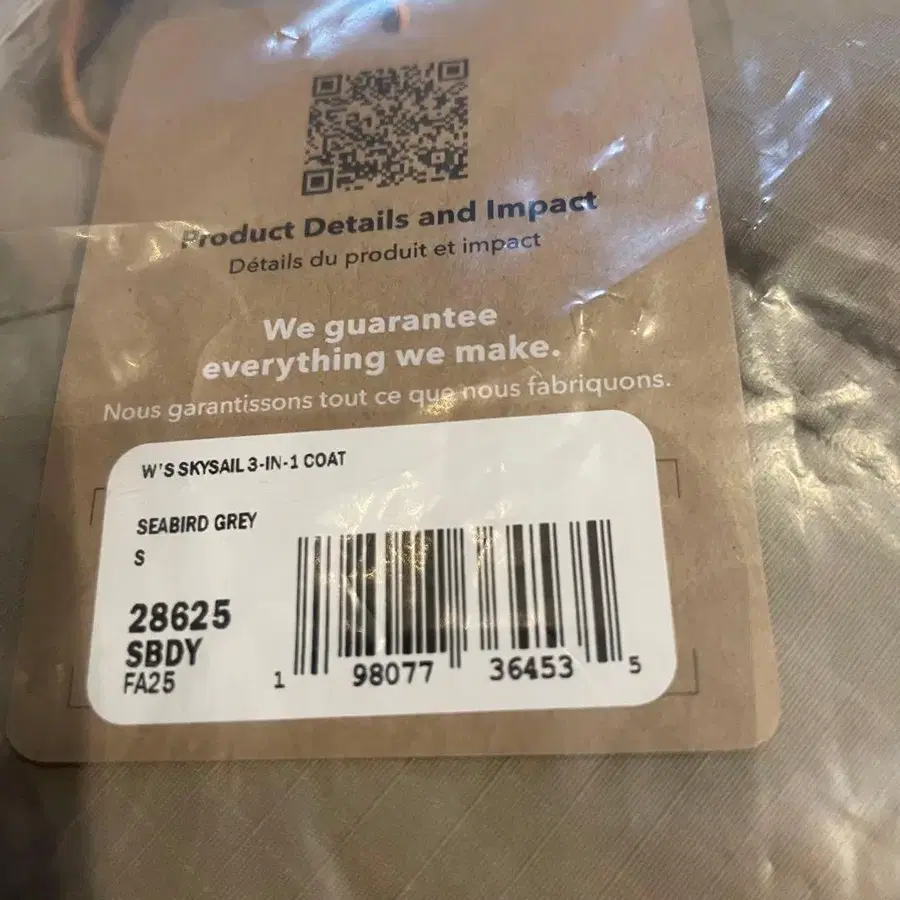 Product Details and Impact
Détails du produit et impact
We guarantee
everything we make.
Nous garantissons tout ce que nous fabriquons.
W'S SKYSAIL 3-IN-1 COAT
SEABIRD GREY
S
28625
SBDY
FA25
1 98077 36453 5